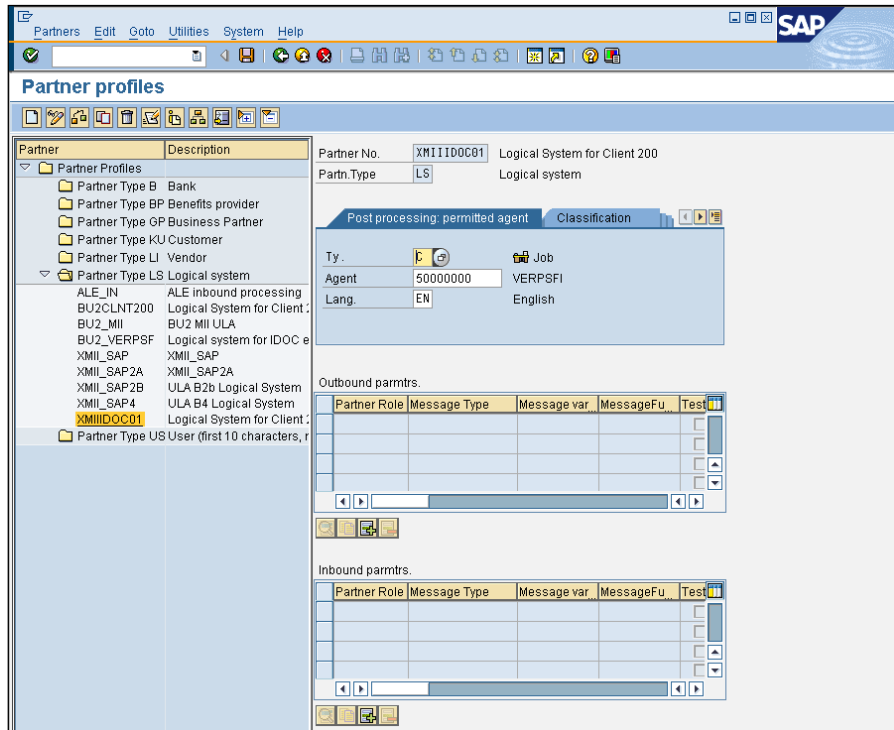 Partners Edit Goto Utilities System Help
SAP
Partner profiles
Partner Description
Partner Profiles
Partner Type B Bank
Partner Type BP Benefits provider
Partner Type GP Business Partner
Partner Type KU Customer
Partner Type LI Vendor
Partner Type LS Logical system
ALE_IN ALE inbound processing
BU2CLNT200 Logical System for Client
BU2_MII BU2 MII ULA
BU2_VERPSF Logical system for IDOC e
XMII_SAP XMII_SAP
XMII_SAP2A XMII_SAP2A
XMII_SAP2B ULA B2b Logical System
XMII_SAP4 ULA B4 Logical System
XMIIIDOC01 Logical System for Client
Partner Type US User (first 10 characters, r
Partner No. XMIIIDOC01 Logical System for Client 200
Partn.Type LS Logical system
Post processing: permitted agent Classification
Ty. C Job
Agent 50000000 VERPSFI
Lang. EN English
Outbound parmtrs.
Partner Role Message Type Message var... MessageFu... Test
Inbound parmtrs.
Partner Role Message Type Message var... MessageFu... Test